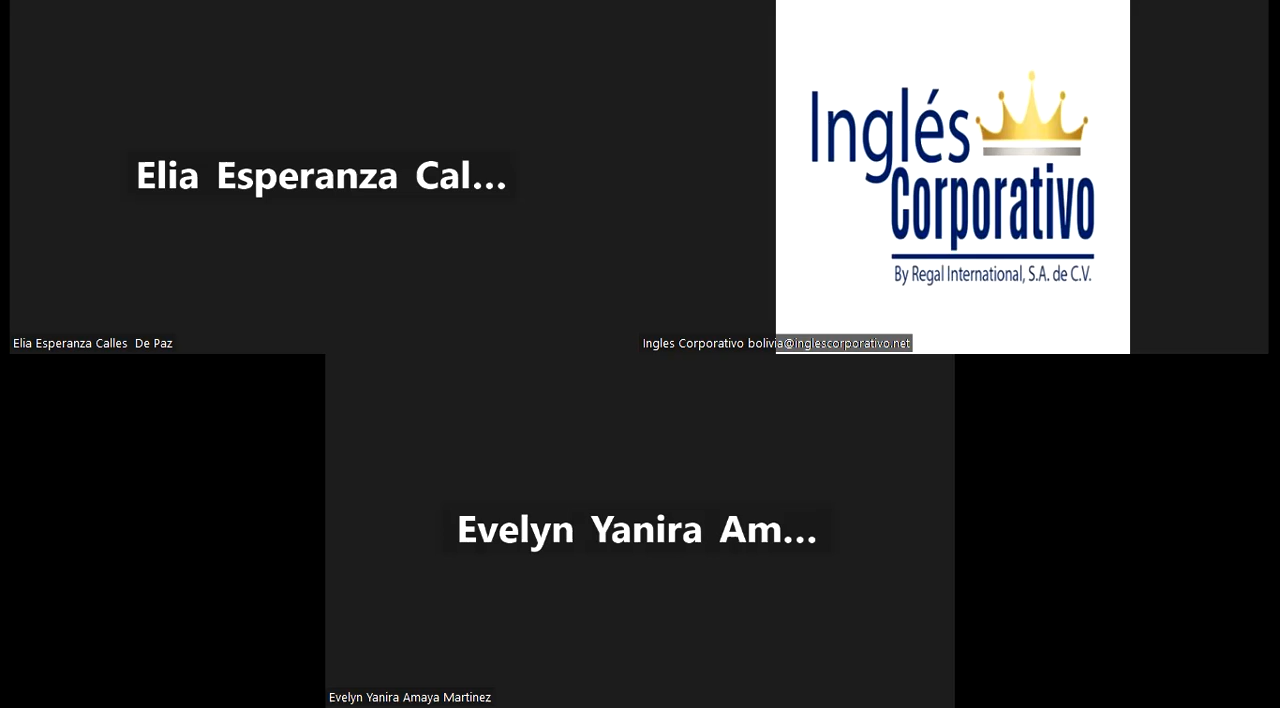 Elia Esperanza Cal...
Inglés
Corporativo
By Regal International, S.A. de C.V.
Elia Esperanza Calles De Paz
Ingles Corporativo bolivia@inglescorporativo.net
Evelyn Yanira Am...
Evelyn Yanira Amaya Martinez